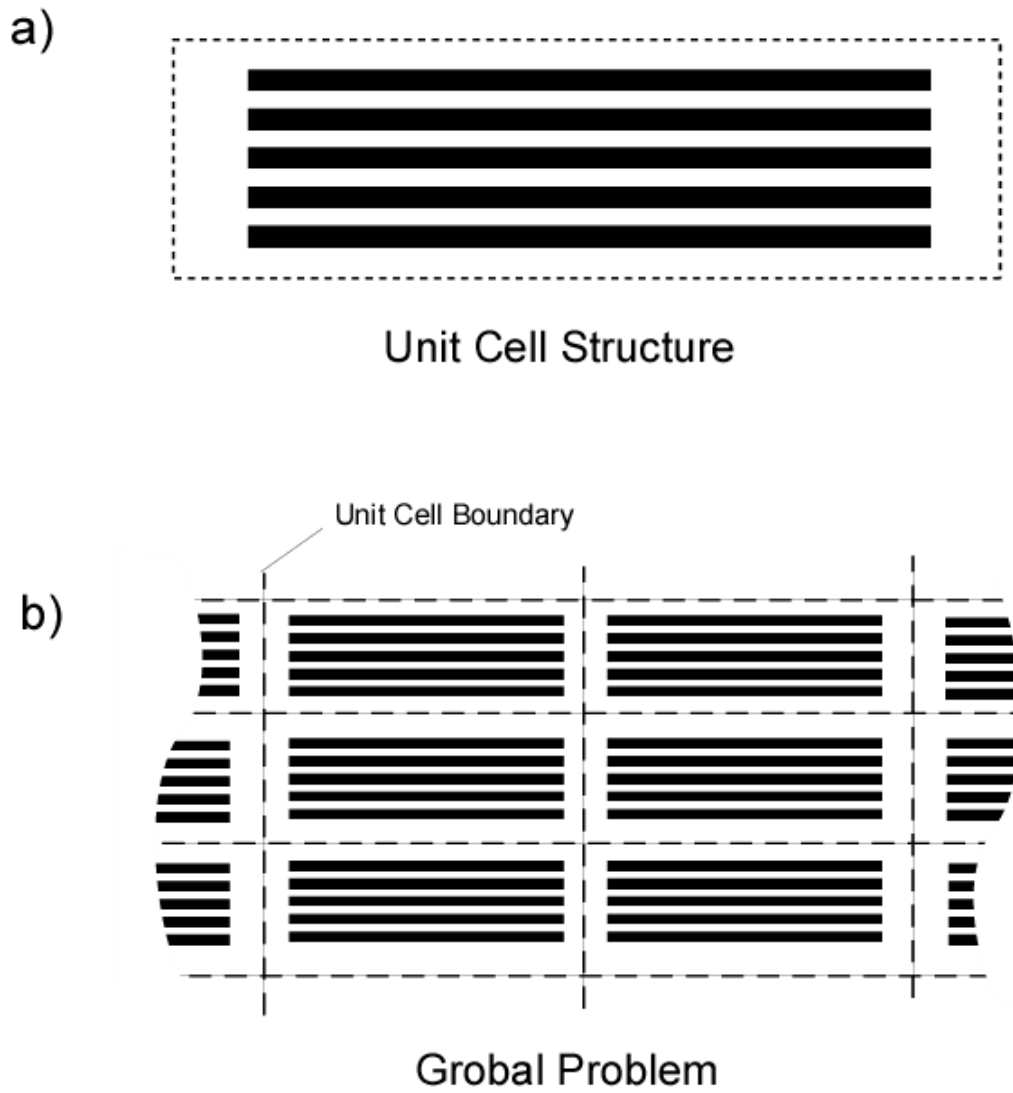 a)
Unit Cell Structure
Unit Cell Boundary
b)
Grobal Problem